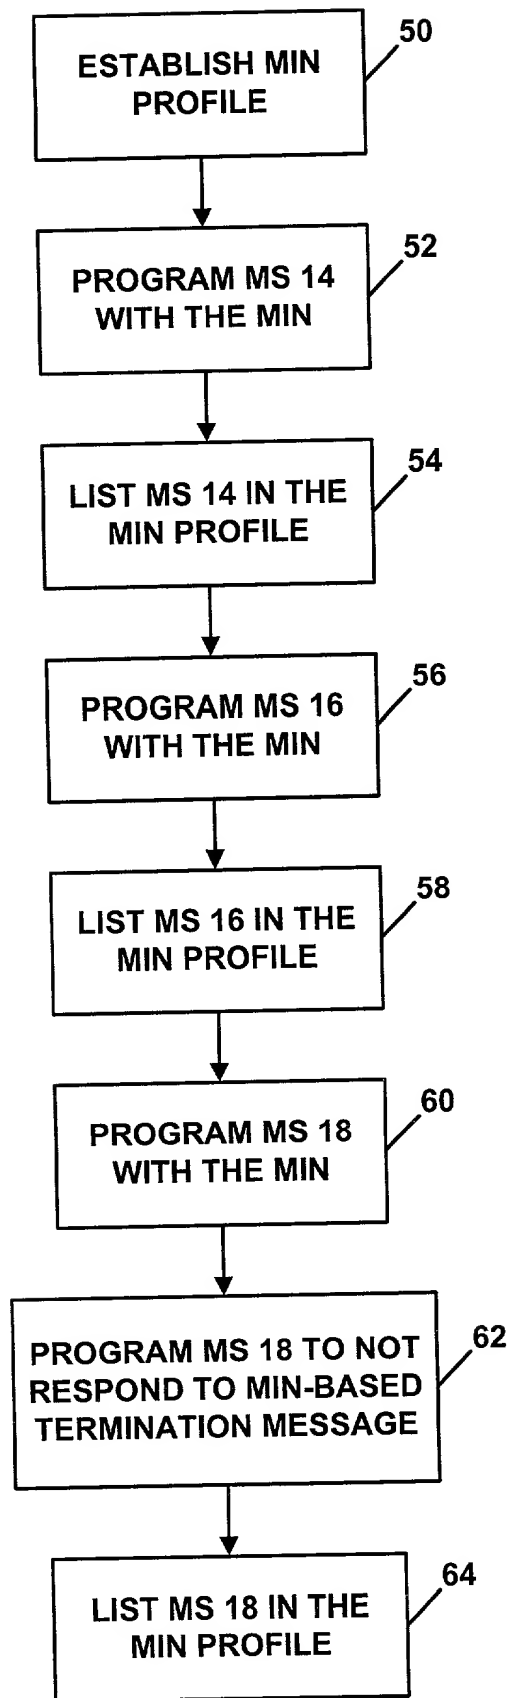 50
ESTABLISH MIN
PROFILE
52
PROGRAM MS 14
WITH THE MIN
54
LIST MS 14 IN THE
MIN PROFILE
56
PROGRAM MS 16
WITH THE MIN
58
LIST MS 16 IN THE
MIN PROFILE
60
PROGRAM MS 18
WITH THE MIN
62
PROGRAM MS 18 TO NOT
RESPOND TO MIN-BASED
TERMINATION MESSAGE
64
LIST MS 18 IN THE
MIN PROFILE